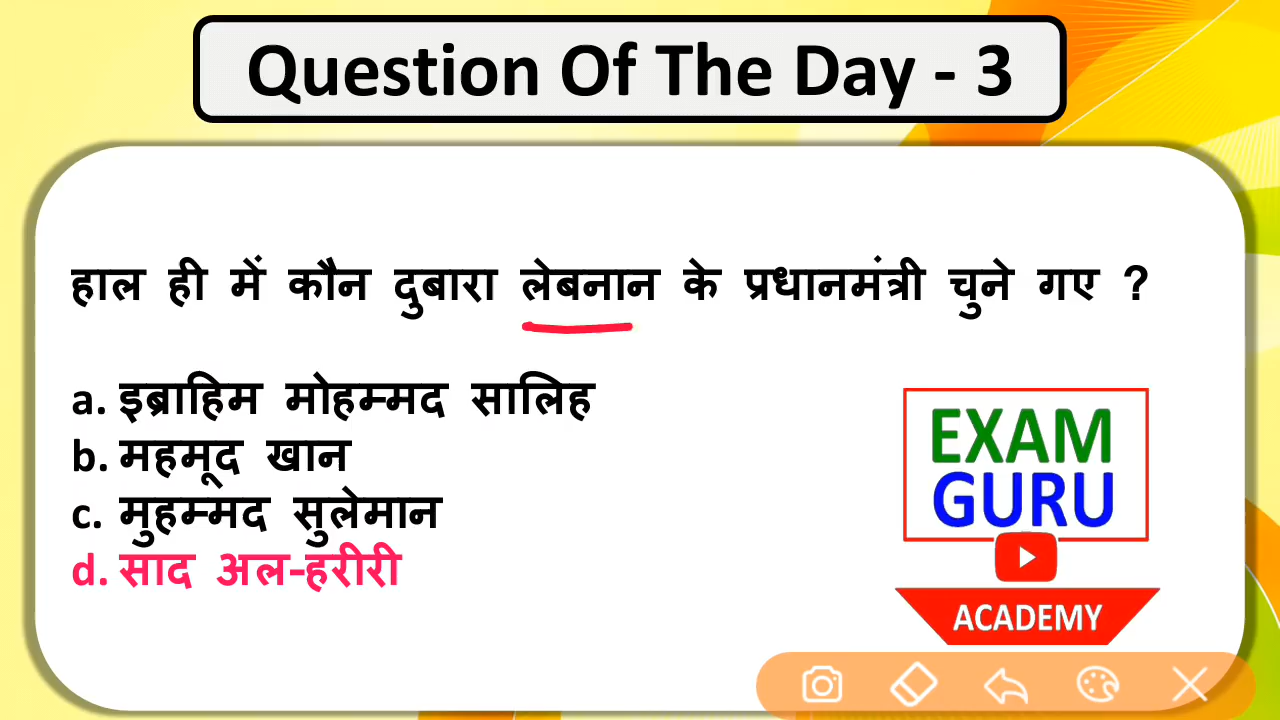 Question Of The Day - 3
हाल ही में कौन दुबारा लेबनान के प्रधानमंत्री चुने गए ?
a. इब्राहिम मोहम्मद सालिह
b. महमूद खान
c. मुहम्मद सुलेमान
d. साद अल-हरीरी
EXAM
GURU
ACADEMY